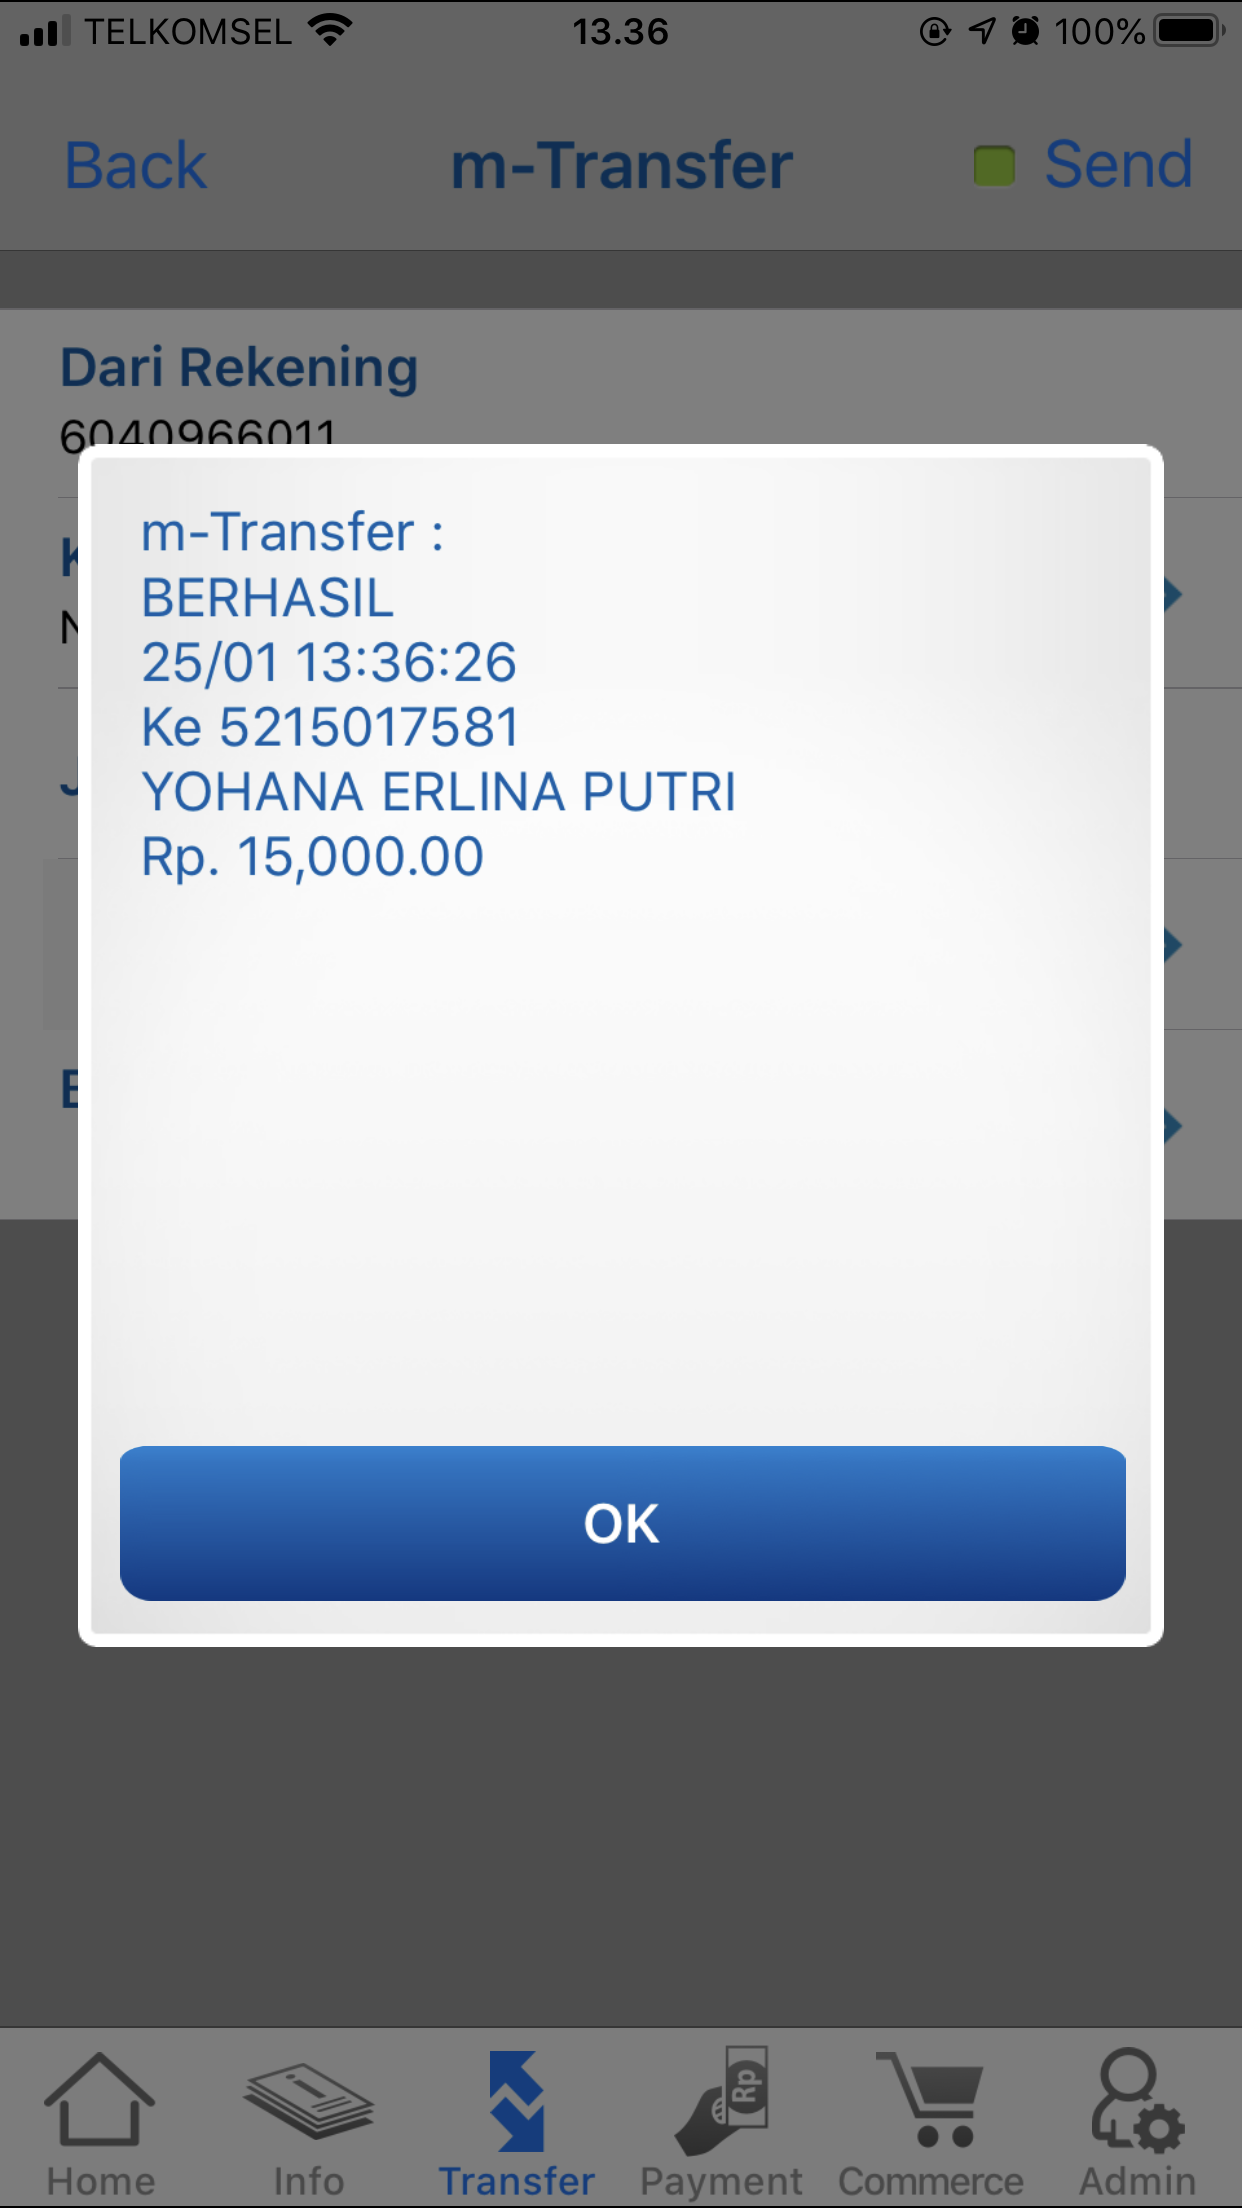 TELKOMSEL 13.36 100%
Back m-Transfer Send
Dari Rekening
6040966011
m-Transfer :
BERHASIL
25/01 13:36:26
Ke 5215017581
YOHANA ERLINA PUTRI
Rp. 15,000.00
OK
Home Info Transfer Payment Commerce Admin